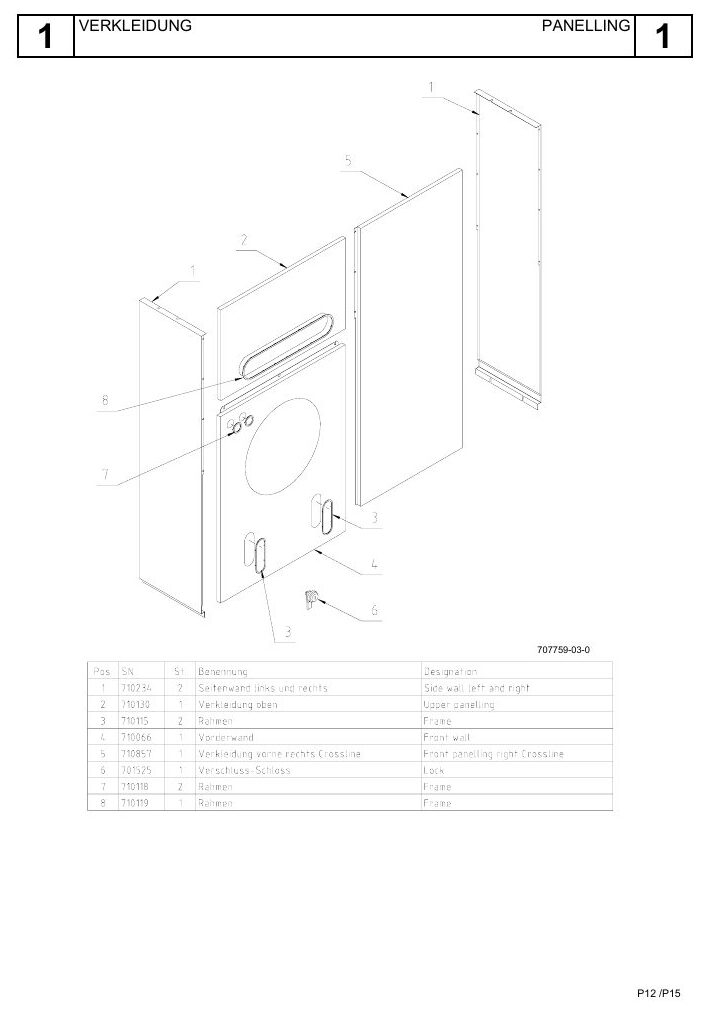 1 VERKLEIDUNG PANELLING 1
1
5
2
1
8
7
3
4
6
3
707759-03-0
Pos SN St. Benennung Designation
1 710234 2 Seitenwand links und rechts Side wall left and right
2 710130 1 Verkleidung oben Upper panelling
3 710115 2 Rahmen Frame
4 710066 1 Vorderwand Front wall
5 710857 1 Verkleidung vorne rechts Crossline Front panelling right Crossline
6 701525 1 Verschluss-Schloss Lock
7 710118 2 Rahmen Frame
8 710119 1 Rahmen Frame
P12 /P15